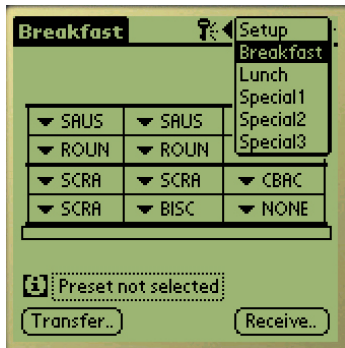 Breakfast
Setup
Breakfast
Lunch
Special1
Special2
Special3
SAUS SAUS
ROUN ROUN
SCRA SCRA CBAC
SCRA BISC NONE
Preset not selected
Transfer.. Receive..